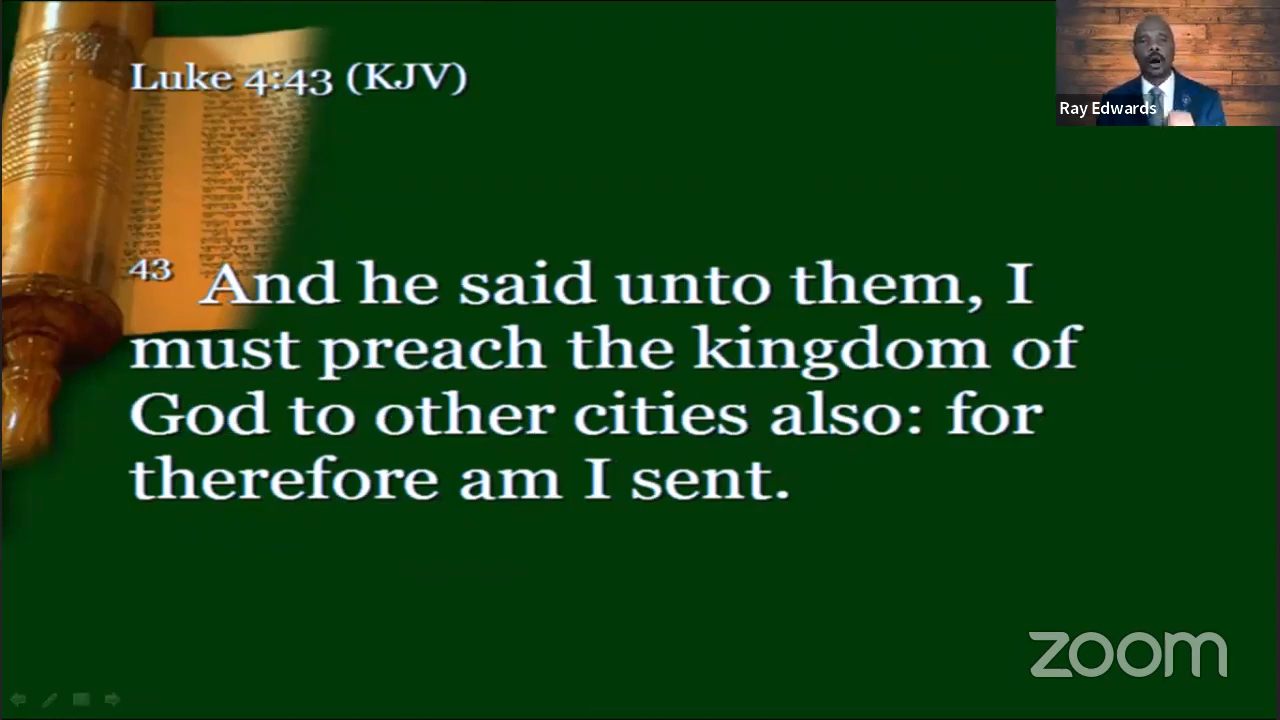 Luke 4:43 (KJV)
Ray Edwards
43 And he said unto them, I
must preach the kingdom of
God to other cities also: for
therefore am I sent.
zoom